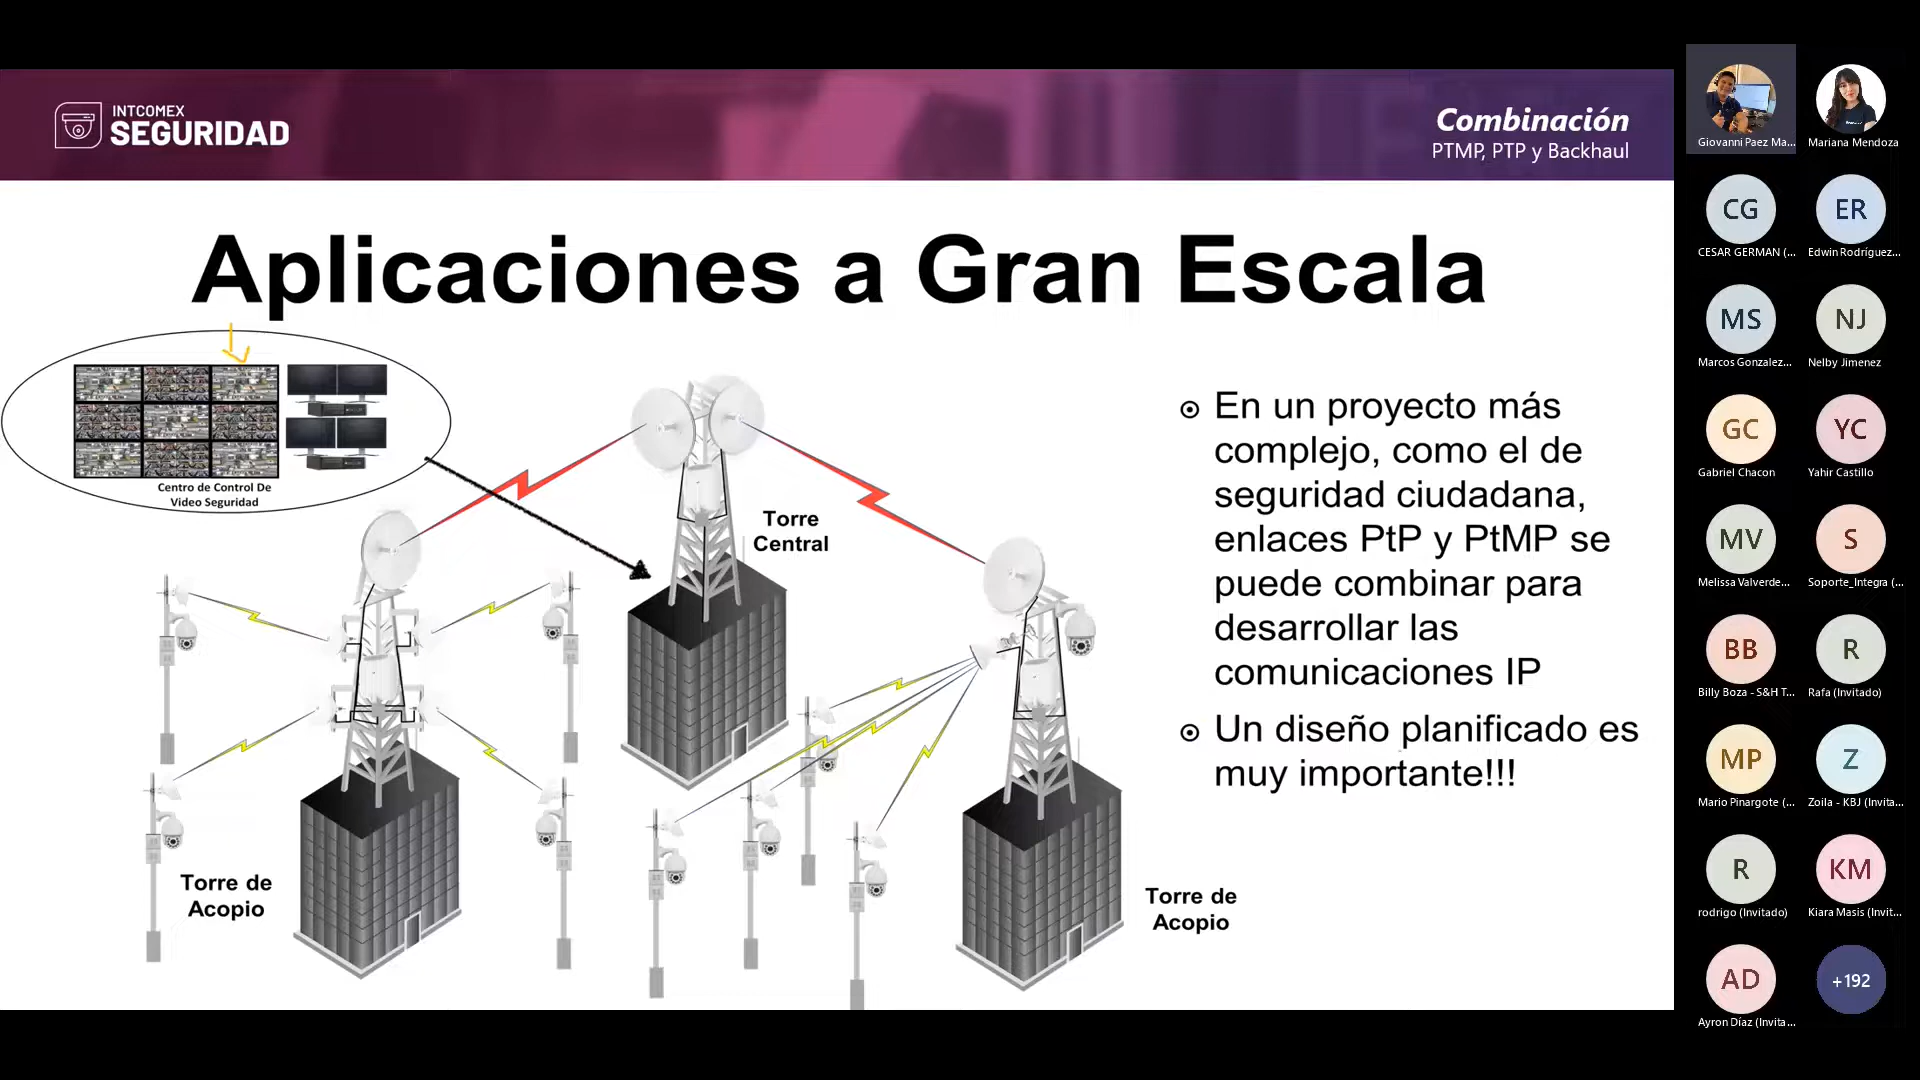 INTCOMEX
SEGURIDAD
Combinación
PTMP, PTP y Backhaul
Aplicaciones a Gran Escala
Centro de Control De
Video Seguridad
Torre
Central
Torre de
Acopio
Torre de
Acopio
En un proyecto más
complejo, como el de
seguridad ciudadana,
enlaces PtP y PtMP se
puede combinar para
desarrollar las
comunicaciones IP
Un diseño planificado es
muy importante!!!
Giovanni Paez Ma...
Mariana Mendoza
CG
CESAR GERMAN (...
ER
Edwin Rodríguez...
MS
Marcos Gonzalez...
NJ
Nelby Jimenez
GC
Gabriel Chacon
YC
Yahir Castillo
MV
Melissa Valverde...
S
Soporte_Integra (...
BB
Billy Boza - S&H T...
R
Rafa (Invitado)
MP
Mario Pinargote (...
Z
Zoila - KBJ (Invita...
R
rodrigo (Invitado)
KM
Kiara Masis (Invit...
AD
Ayron Díaz (Invita...
+192